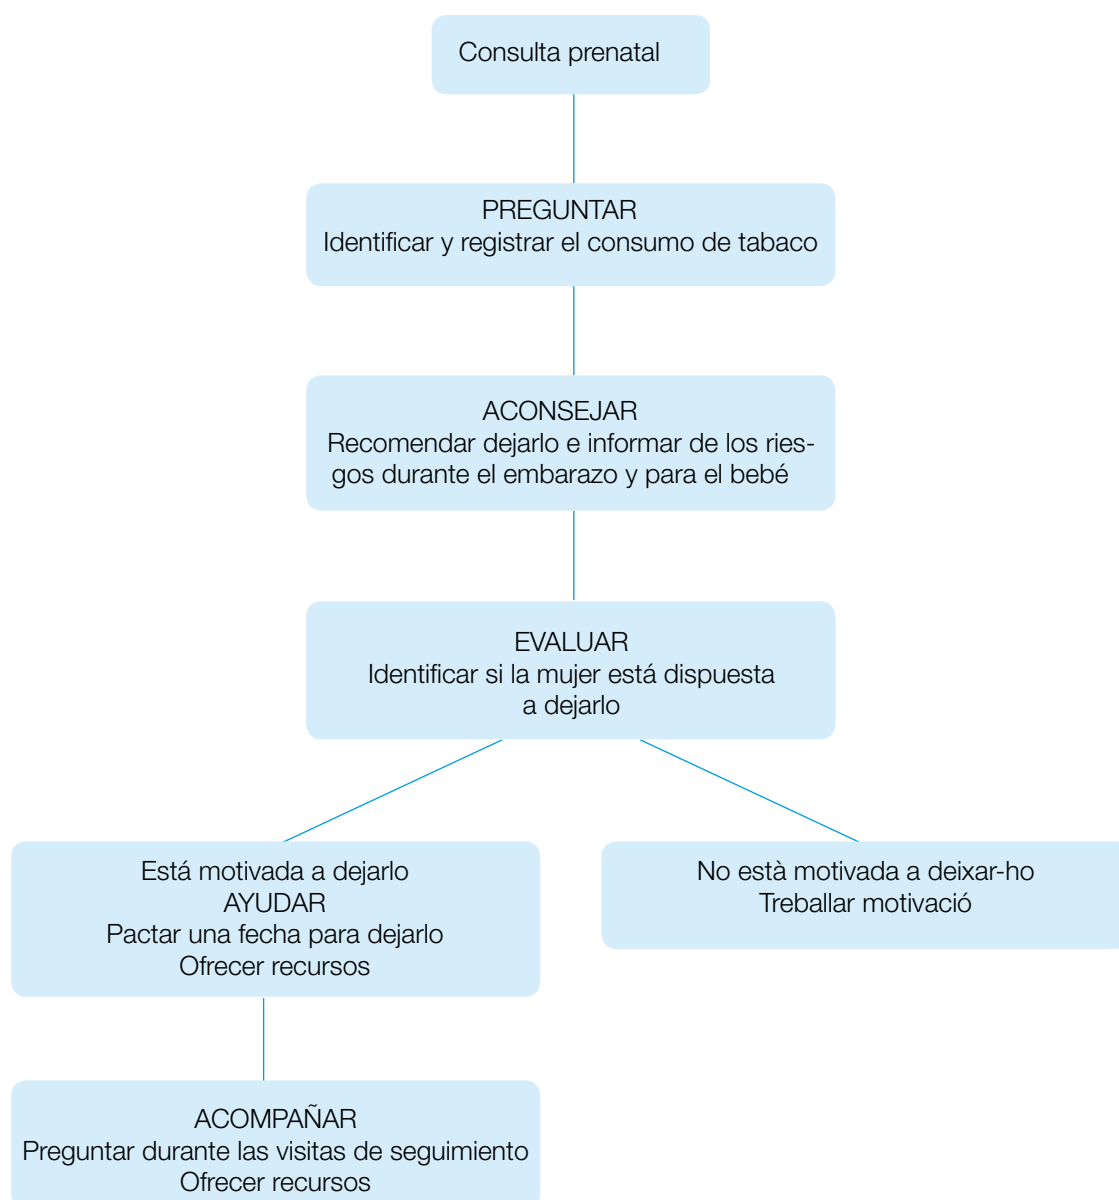 Consulta prenatal
PREGUNTAR
Identificar y registrar el consumo de tabaco
ACONSEJAR
Recomendar dejarlo e informar de los ries-
gos durante el embarazo y para el bebé
EVALUAR
Identificar si la mujer está dispuesta
a dejarlo
Está motivada a dejarlo
AYUDAR
Pactar una fecha para dejarlo
Ofrecer recursos
No està motivada a deixar-ho
Treballar motivació
ACOMPAÑAR
Preguntar durante las visitas de seguimiento
Ofrecer recursos